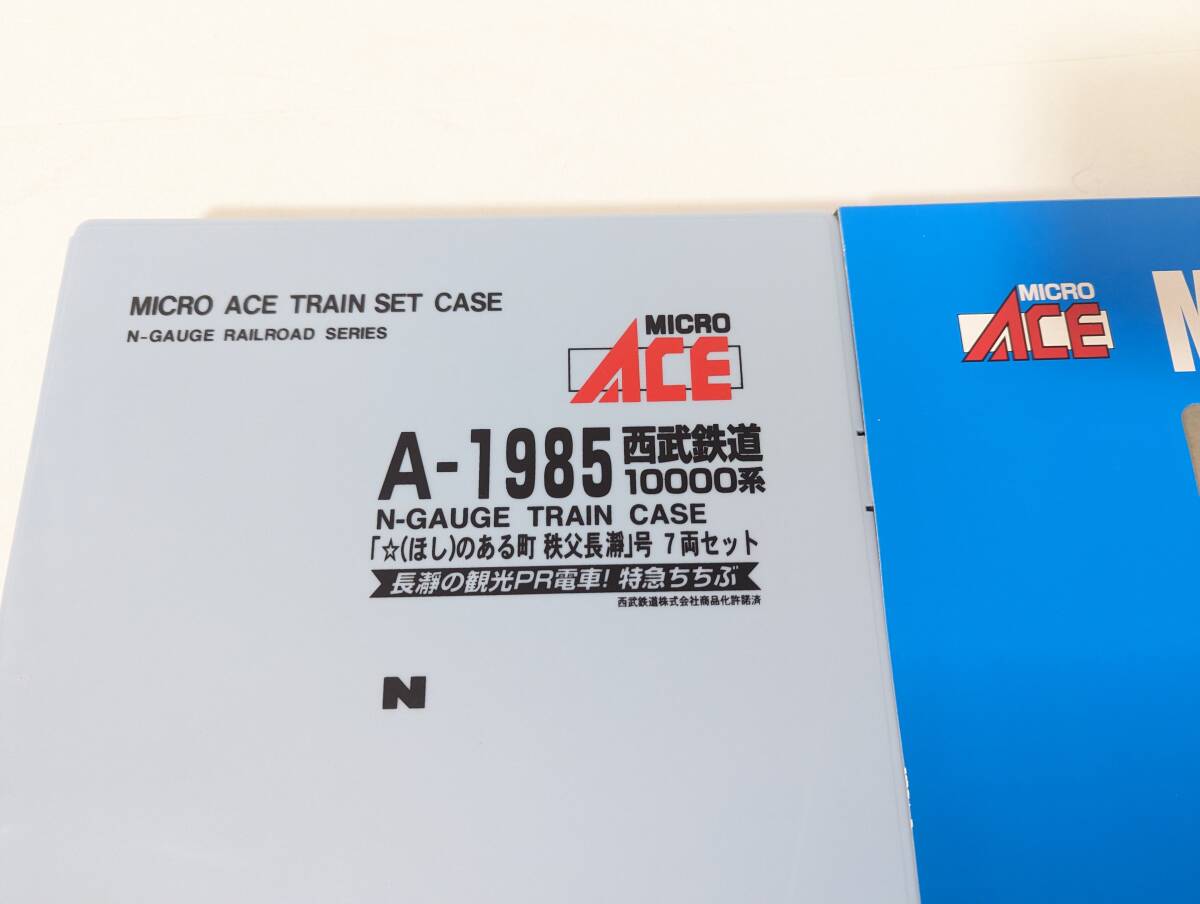 MICRO ACE TRAIN SET CASE
N-GAUGE RAILROAD SERIES
MICRO
ACE
A-1985 西武鉄道
10000系
N-GAUGE TRAIN CASE
「☆(ほし)のある町 秩父長瀞」号 7両セット
長瀞の観光PR電車! 特急ちちぶ
西武鉄道株式会社商品化許諾済
N
MICRO
ACE